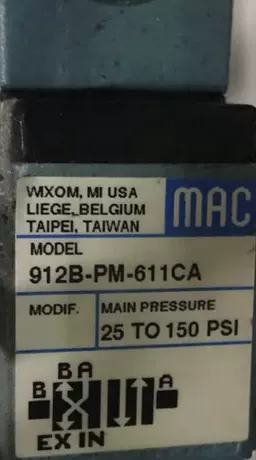 WIXOM, MI USA
LIEGE, BELGIUM
TAIPEI, TAIWAN
MAC
MODEL
912B-PM-611CA
MODIF.
MAIN PRESSURE
25 TO 150 PSI
B A
B A
EX IN